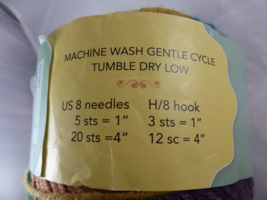 MACHINE WASH GENTLE CYCLE
TUMBLE DRY LOW
US 8 needles H/8 hook
5 sts = 1" 3 sts = 1"
20 sts =4" 12 sc = 4"